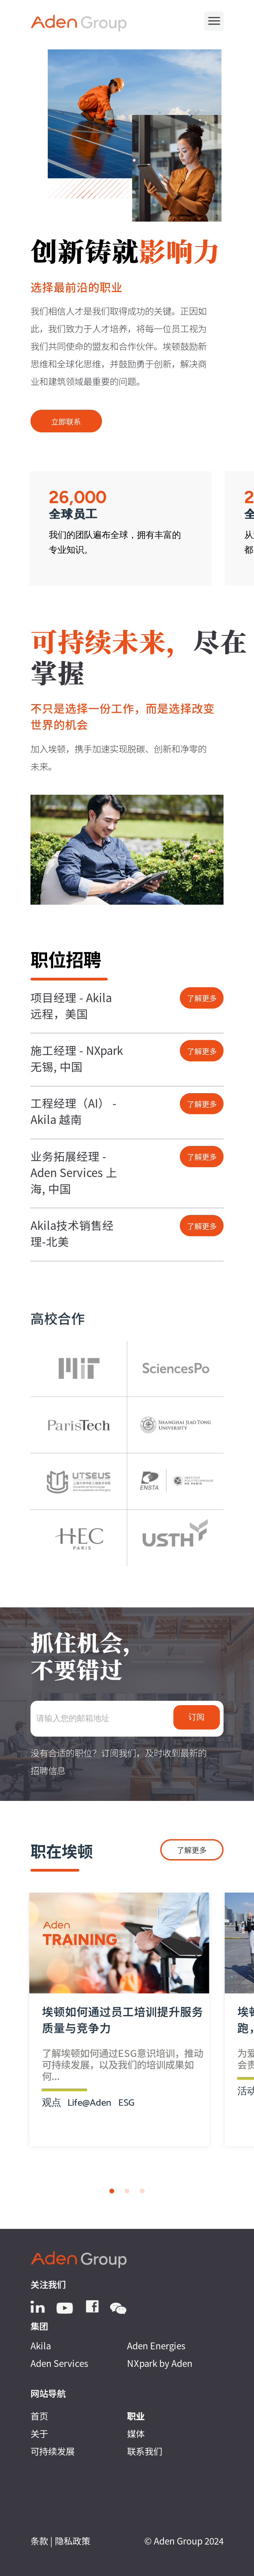 Aden Group
创新铸就影响力
选择最前沿的职业
我们相信人才是我们取得成功的关键。正因如
此，我们致力于人才培养，将每一位员工视为
我们共同使命的盟友和合作伙伴。埃顿鼓励新
思维和全球化思维，并鼓励勇于创新，解决商
业和建筑领域最重要的问题。
立即联系
26,000
全球员工
我们的团队遍布全球，拥有丰富的
专业知识。
2
全
从
都
可持续未来，尽在
掌握
不只是选择一份工作，而是选择改变
世界的机会
加入埃顿，携手加速实现脱碳、创新和净零的
未来。
职位招聘
项目经理 - Akila
远程，美国
了解更多
施工经理 - NXpark
无锡, 中国
了解更多
工程经理（AI） -
Akila 越南
了解更多
业务拓展经理 -
Aden Services 上
海, 中国
了解更多
Akila技术销售经
理-北美
了解更多
高校合作
MIT
SciencesPo
ParisTech
SHANGHAI JIAO TONG
UNIVERSITY
UTSEUS
ENSTA
INSTITUT
POLYTECHNIQUE
DE PARIS
HEC
PARIS
USTH
抓住机会，
不要错过
请输入您的邮箱地址
订阅
没有合适的职位？订阅我们，及时收到最新的
招聘信息
职在埃顿
了解更多
Aden
TRAINING
埃顿如何通过员工培训提升服务
质量与竞争力
了解埃顿如何通过ESG意识培训，推动
可持续发展，以及我们的培训成果如
何...
观点 Life@Aden ESG
埃顿
跑，
为爱
会责
活动
Aden Group
关注我们
集团
Akila
Aden Energies
Aden Services
NXpark by Aden
网站导航
首页
职业
关于
媒体
可持续发展
联系我们
条款 | 隐私政策
© Aden Group 2024